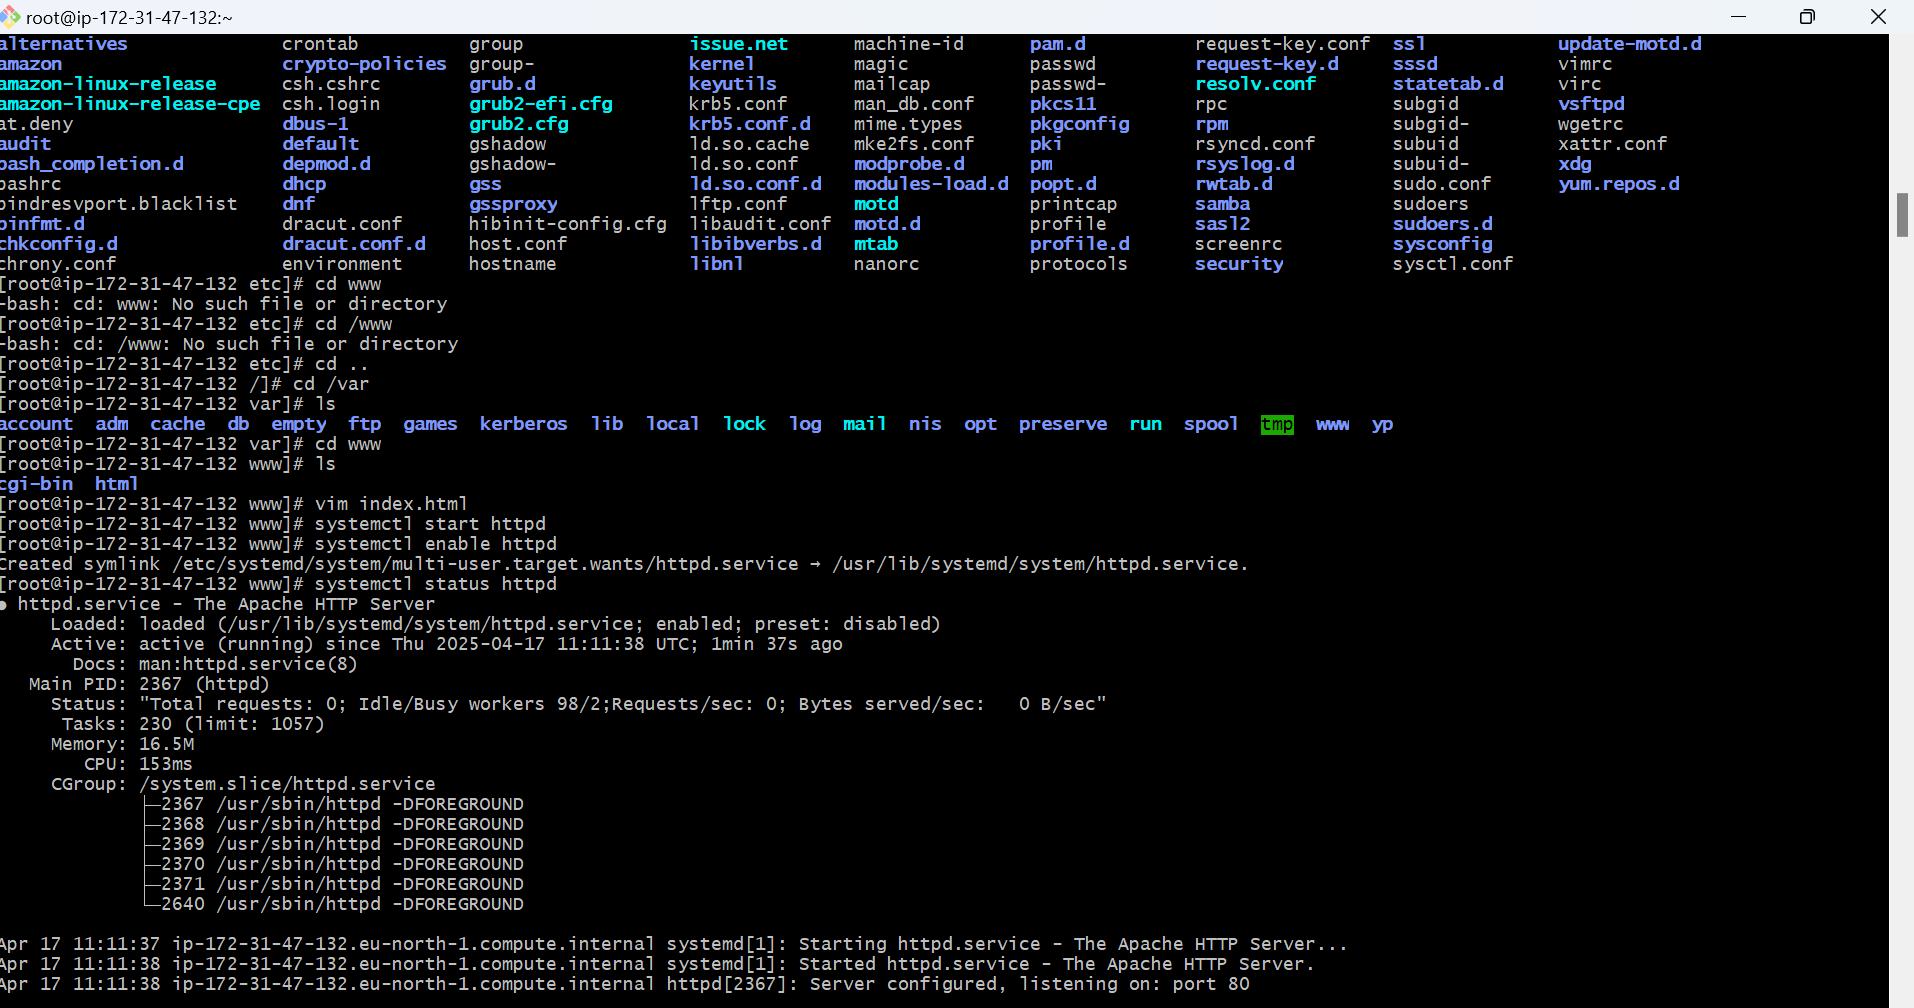 root@ip-172-31-47-132:~
alternatives crontab group issue.net machine-id pam.d request-key.conf ssl update-motd.d
amazon crypto-policies group- kernel magic passwd request-key.d sssd vimrc
amazon-linux-release csh.cshrc grub.d keyutils mailcap passwd- resolv.conf statetab.d virc
amazon-linux-release-cpe csh.login grub2-efi.cfg krb5.conf man_db.conf pkcs11 rpc subgid vsftpd
at.deny dbus-1 grub2.cfg krb5.conf.d mime.types pkgconfig rpm subgid- wgetrc
audit default gshadow ld.so.cache mke2fs.conf pki rsyncd.conf subuid xattr.conf
bash_completion.d depmod.d gshadow- ld.so.conf modprobe.d pm rsyslog.d subuid- xdg
bashrc dhcp gss ld.so.conf.d modules-load.d popt.d rwtab.d sudo.conf yum.repos.d
bindresvport.blacklist dnf gssproxy lftp.conf motd printcap samba sudoers
binfmt.d dracut.conf hibinit-config.cfg libaudit.conf motd.d profile sasl2 sudoers.d
chkconfig.d dracut.conf.d host.conf libibverbs.d mtab profile.d screenrc sysconfig
chrony.conf environment hostname libnl nanorc protocols security sysctl.conf
[root@ip-172-31-47-132 etc]# cd www
-bash: cd: www: No such file or directory
[root@ip-172-31-47-132 etc]# cd /www
-bash: cd: /www: No such file or directory
[root@ip-172-31-47-132 etc]# cd ..
[root@ip-172-31-47-132 /]# cd /var
[root@ip-172-31-47-132 var]# ls
account adm cache db empty ftp games kerberos lib local lock log mail nis opt preserve run spool tmp www yp
[root@ip-172-31-47-132 var]# cd www
[root@ip-172-31-47-132 www]# ls
cgi-bin html
[root@ip-172-31-47-132 www]# vim index.html
[root@ip-172-31-47-132 www]# systemctl start httpd
[root@ip-172-31-47-132 www]# systemctl enable httpd
Created symlink /etc/systemd/system/multi-user.target.wants/httpd.service → /usr/lib/systemd/system/httpd.service.
[root@ip-172-31-47-132 www]# systemctl status httpd
● httpd.service - The Apache HTTP Server
Loaded: loaded (/usr/lib/systemd/system/httpd.service; enabled; preset: disabled)
Active: active (running) since Thu 2025-04-17 11:11:38 UTC; 1min 37s ago
Docs: man:httpd.service(8)
Main PID: 2367 (httpd)
Status: "Total requests: 0; Idle/Busy workers 98/2;Requests/sec: 0; Bytes served/sec: 0 B/sec"
Tasks: 230 (limit: 1057)
Memory: 16.5M
CPU: 153ms
CGroup: /system.slice/httpd.service
├─2367 /usr/sbin/httpd -DFOREGROUND
├─2368 /usr/sbin/httpd -DFOREGROUND
├─2369 /usr/sbin/httpd -DFOREGROUND
├─2370 /usr/sbin/httpd -DFOREGROUND
├─2371 /usr/sbin/httpd -DFOREGROUND
└─2640 /usr/sbin/httpd -DFOREGROUND
Apr 17 11:11:37 ip-172-31-47-132.eu-north-1.compute.internal systemd[1]: Starting httpd.service - The Apache HTTP Server...
Apr 17 11:11:38 ip-172-31-47-132.eu-north-1.compute.internal systemd[1]: Started httpd.service - The Apache HTTP Server.
Apr 17 11:11:38 ip-172-31-47-132.eu-north-1.compute.internal httpd[2367]: Server configured, listening on: port 80